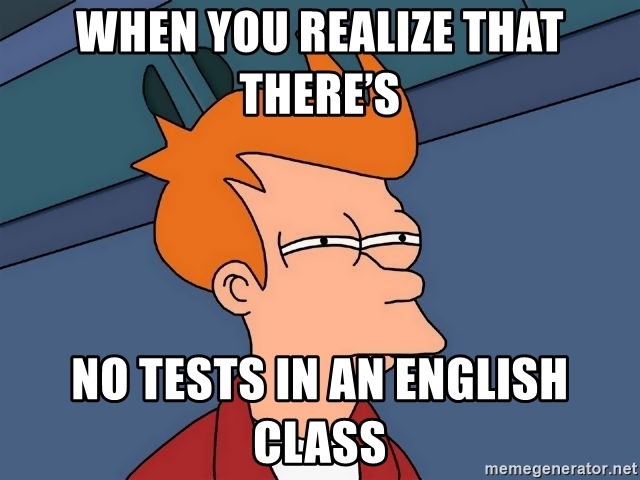 WHEN YOU REALIZE THAT
THERE’S
NO TESTS IN AN ENGLISH
CLASS
memegenerator.net